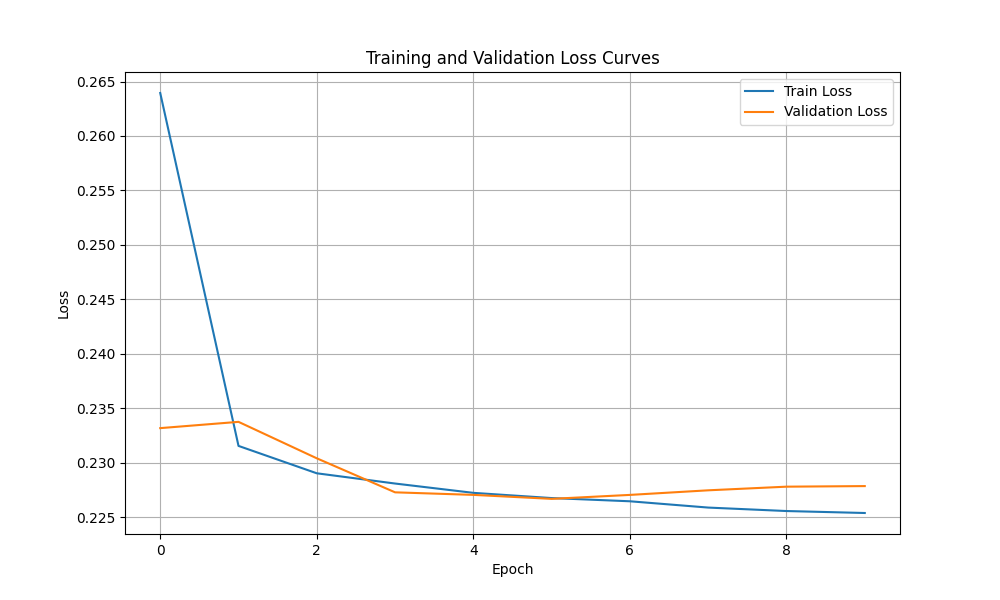 Training and Validation Loss Curves
0.265
0.260
0.255
0.250
0.245
0.240
0.235
0.230
0.225
Loss
Train Loss
Validation Loss
0 2 4 6 8
Epoch